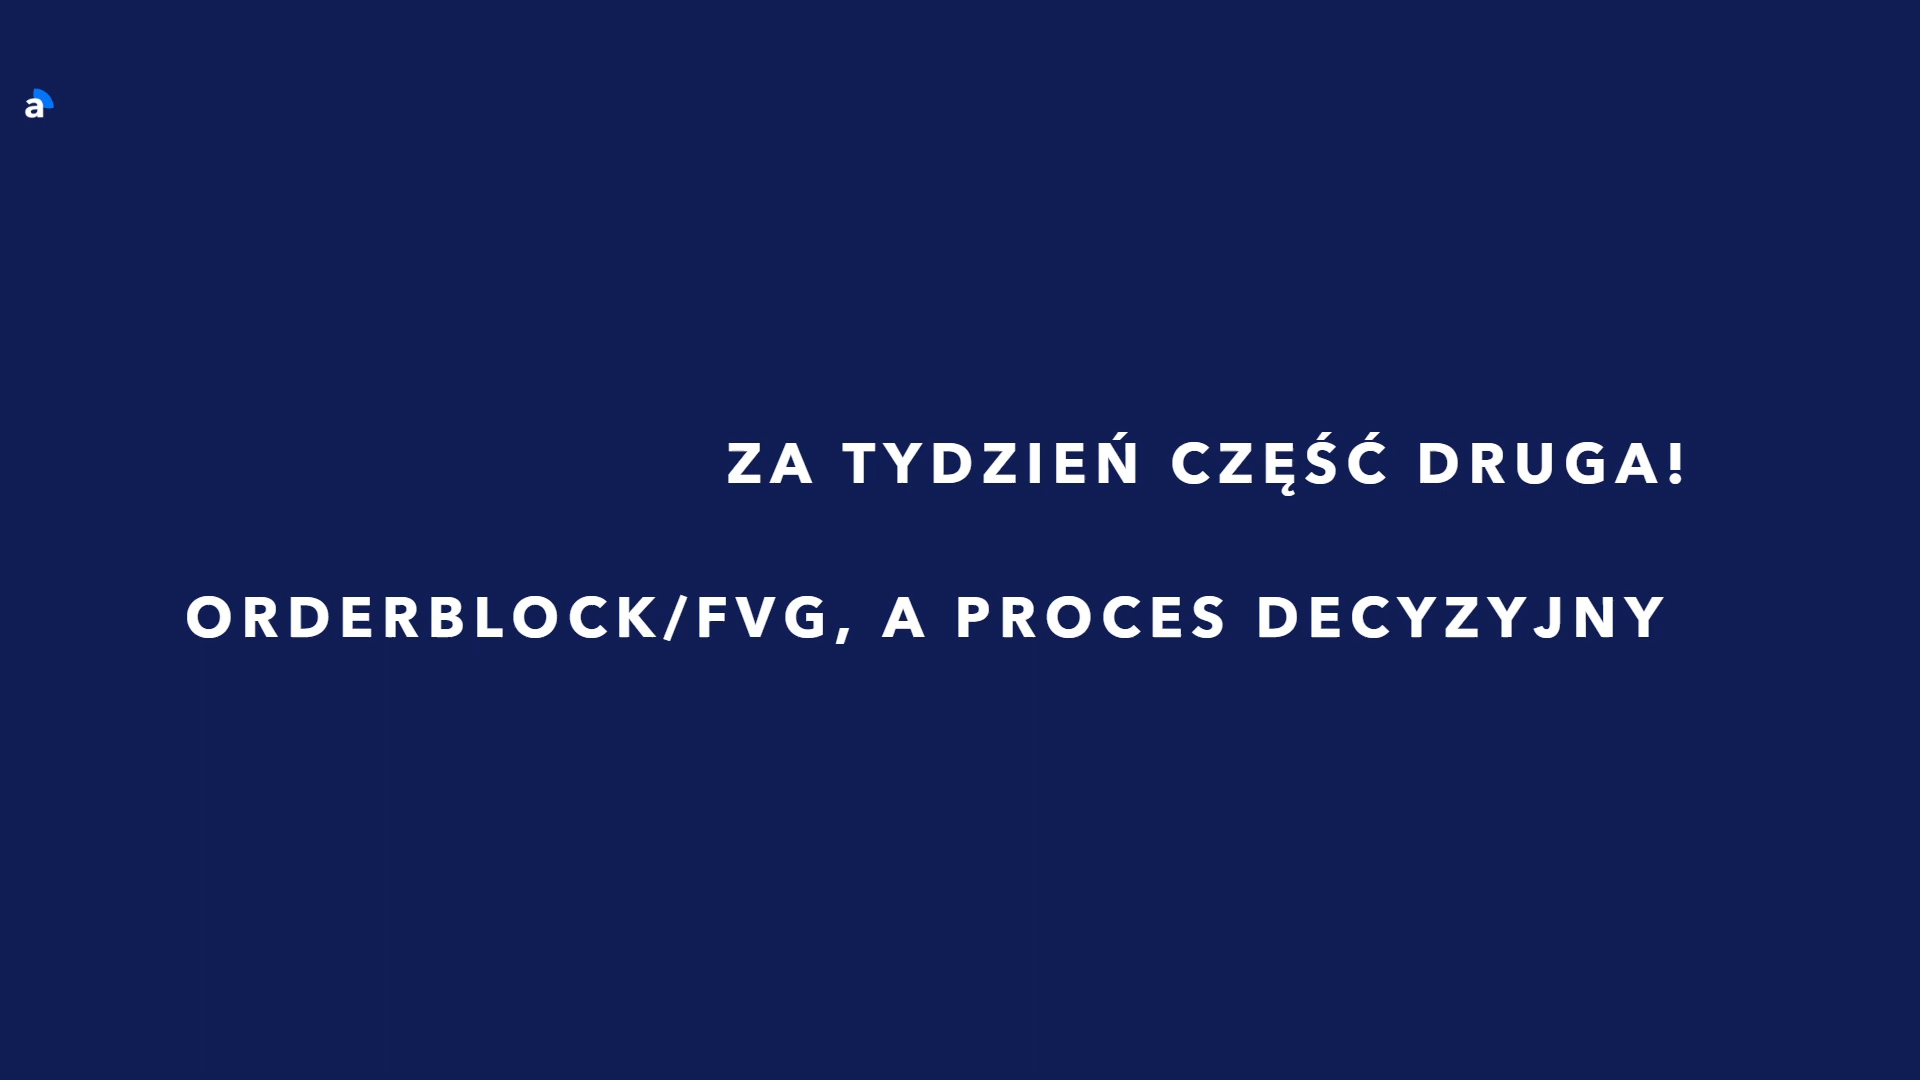 a
ZA TYDZIEŃ CZĘŚĆ DRUGA!
ORDERBLOCK/FVG, A PROCES DECYZYJNY